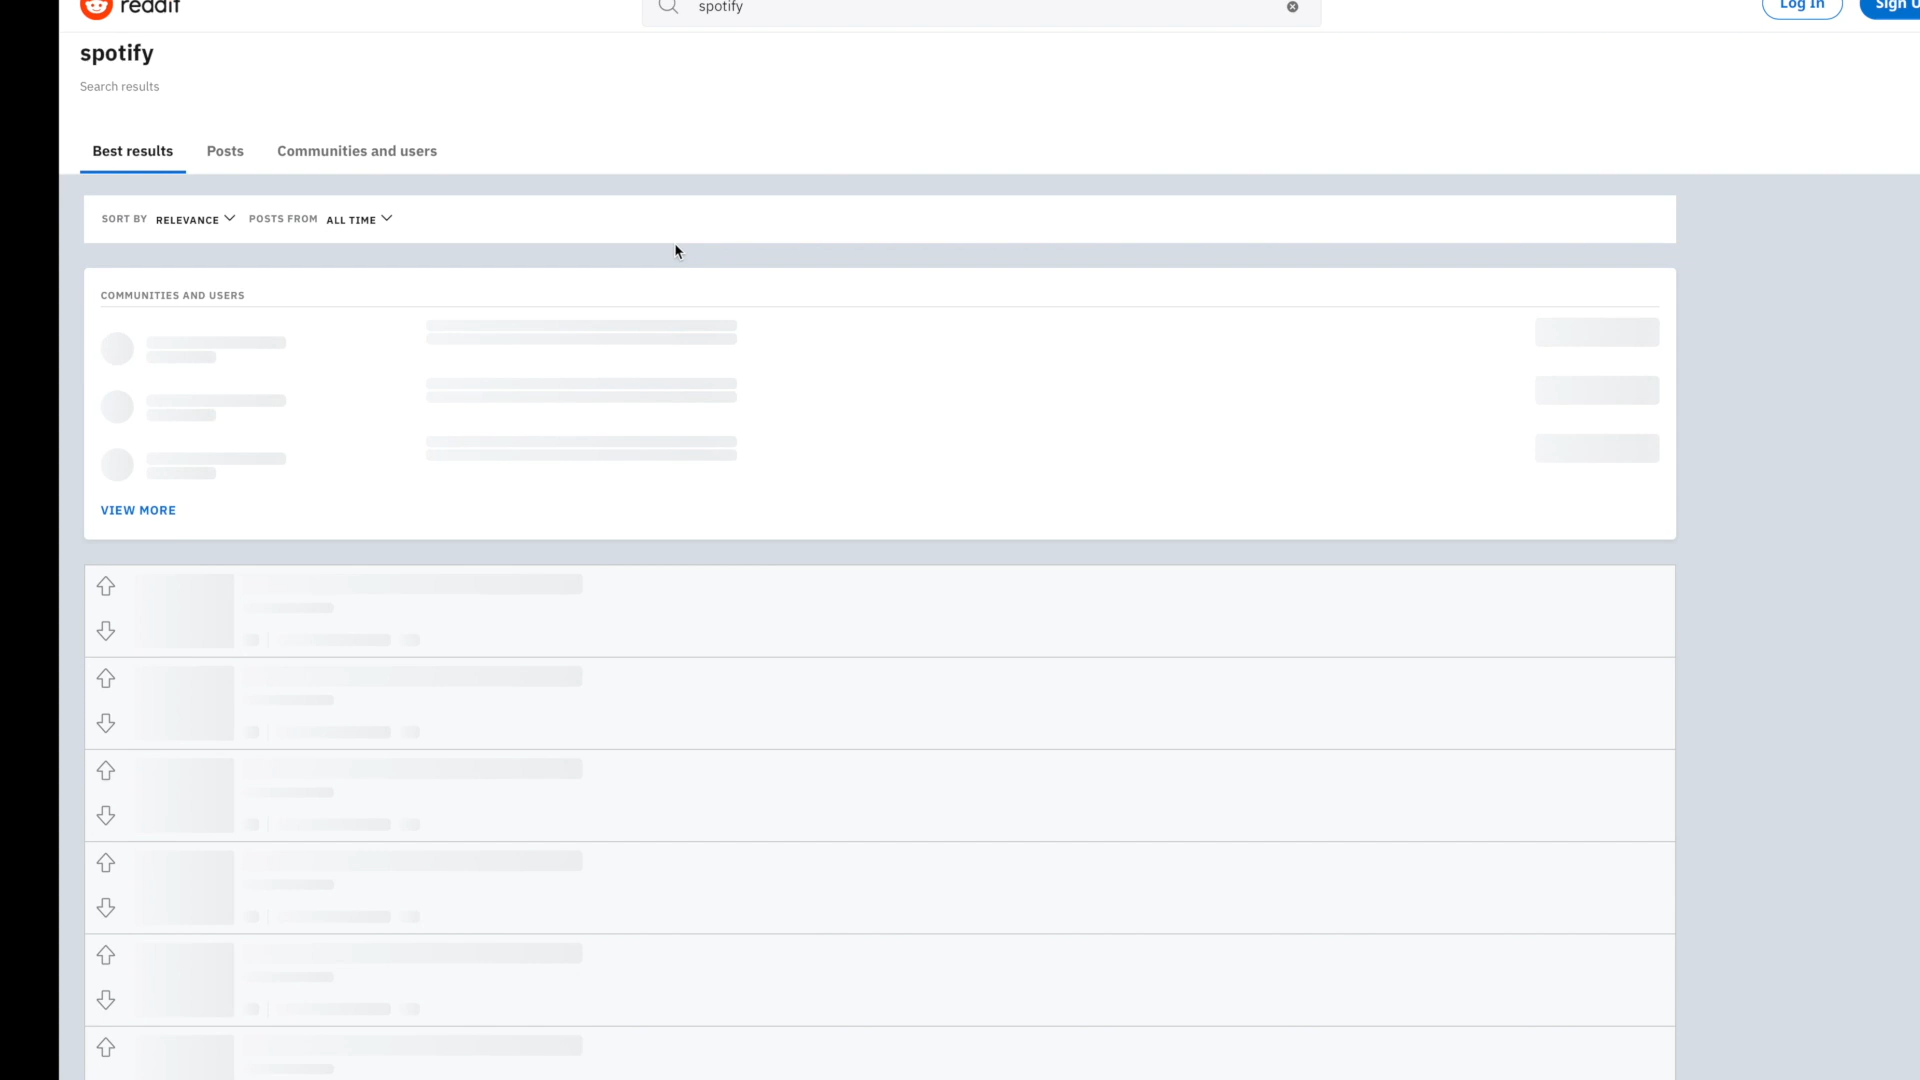 reddit
spotify
Log In
Sign U
spotify
Search results
Best results
Posts
Communities and users
SORT BY RELEVANCE POSTS FROM ALL TIME
COMMUNITIES AND USERS
VIEW MORE